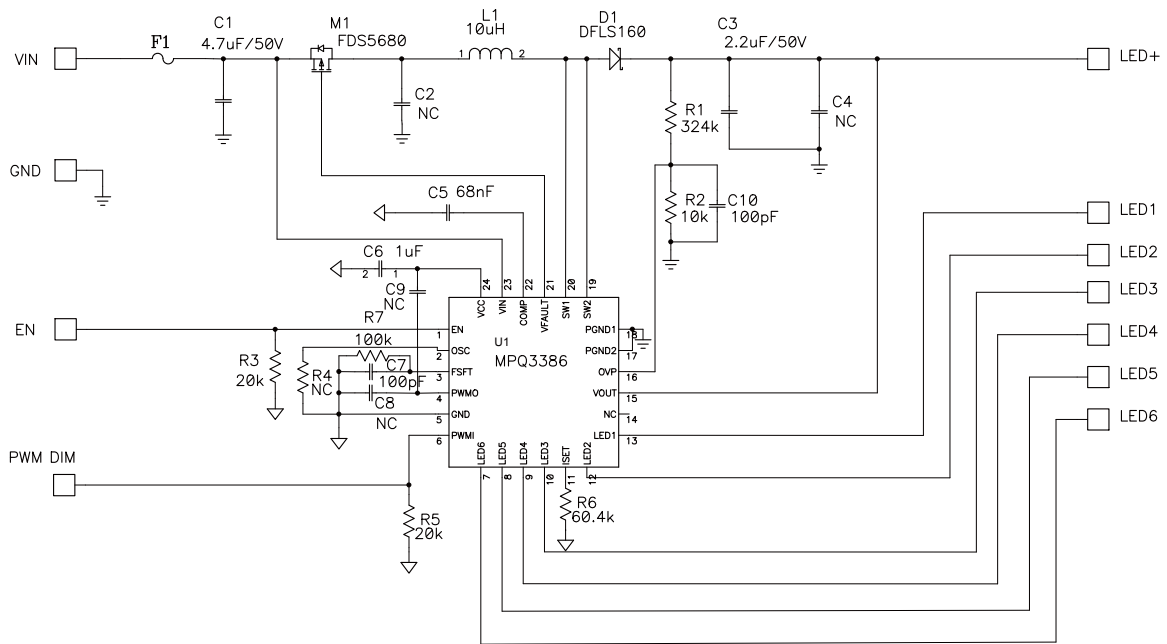 VIN
F1
C1
4.7uF/50V
M1
FDS5680
L1
10uH
1
2
D1
DFLS160
C3
2.2uF/50V
LED+
C2
NC
R1
324k
C4
NC
GND
C5
68nF
R2
10k
C10
100pF
LED1
LED2
LED3
LED4
LED5
LED6
C6
1uF
2
1
C9
NC
24
23
22
21
20
19
VCC
VIN
COMP
VFAULT
SW1
SW2
EN
R7
100k
R3
20k
R4
NC
C7
100pF
C8
NC
1
2
3
4
5
6
EN
OSC
FSFT
PWMO
GND
PWMI
U1
MPQ3386
PGND1
PGND2
OVP
VOUT
NC
LED1
18
17
16
15
14
13
LED6
LED5
LED4
LED3
ISET
LED2
7
8
9
10
11
12
PWM DIM
R5
20k
R6
60.4k